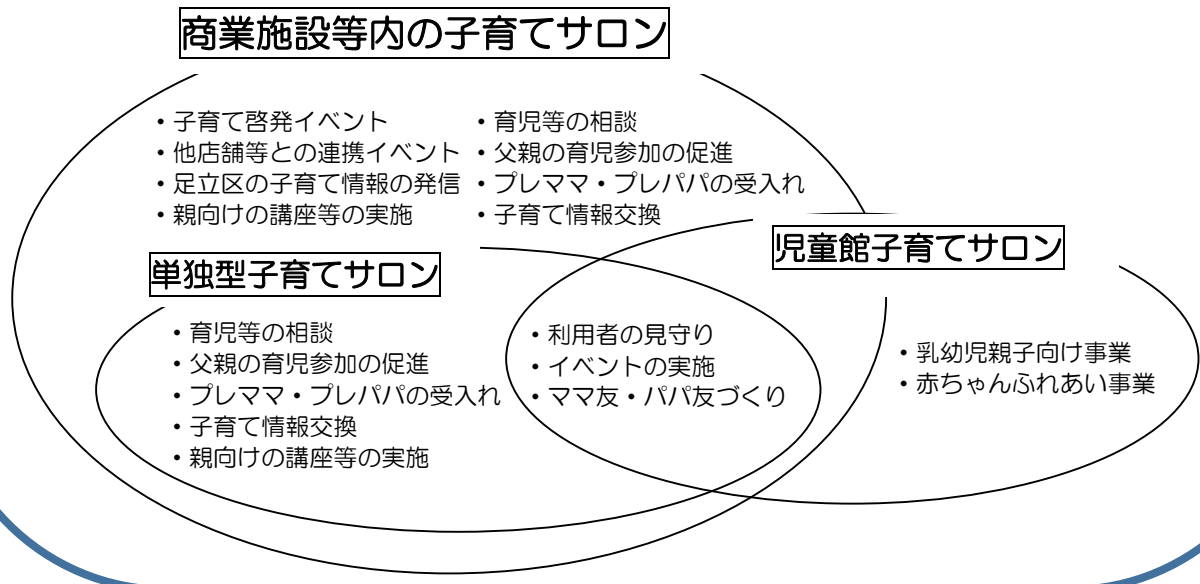 商業施設等内の子育てサロン
・子育て啓発イベント
・他店舗等との連携イベント
・足立区の子育て情報の発信
・親向けの講座等の実施
・育児等の相談
・父親の育児参加の促進
・プレママ・プレパパの受入れ
・子育て情報交換
単独型子育てサロン
・育児等の相談
・父親の育児参加の促進
・プレママ・プレパパの受入れ
・子育て情報交換
・親向けの講座等の実施
・利用者の見守り
・イベントの実施
・ママ友・パパ友づくり
児童館子育てサロン
・乳幼児親子向け事業
・赤ちゃんふれあい事業